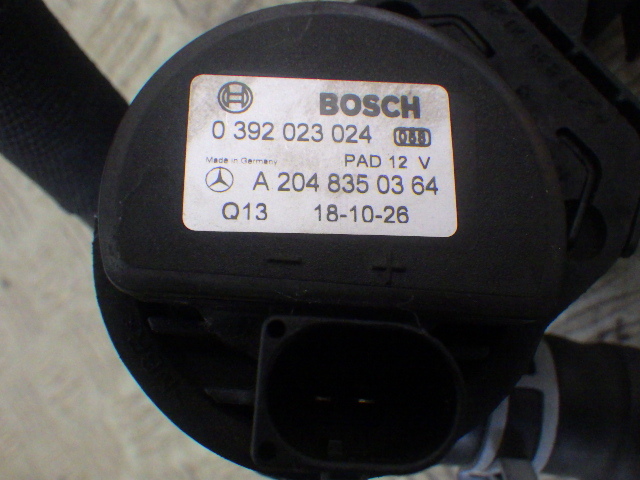 BOSCH
0 392 023 024
Made in Germany PAD 12 V
A 204 835 03 64
Q13 18-10-26
− +